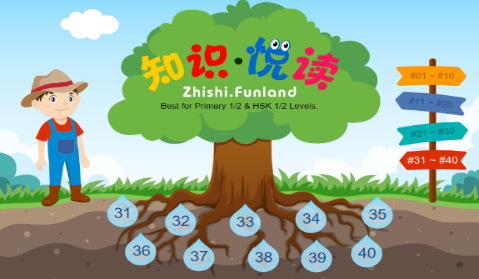 知识·悦读
Zhishi.Funland
Best for Primary 1/2 & HSK 1/2 Levels.
#01 ~ #10
#11 ~ #20
#21 ~ #30
#31 ~ #40
31 32 33 34 35
36 37 38 39 40